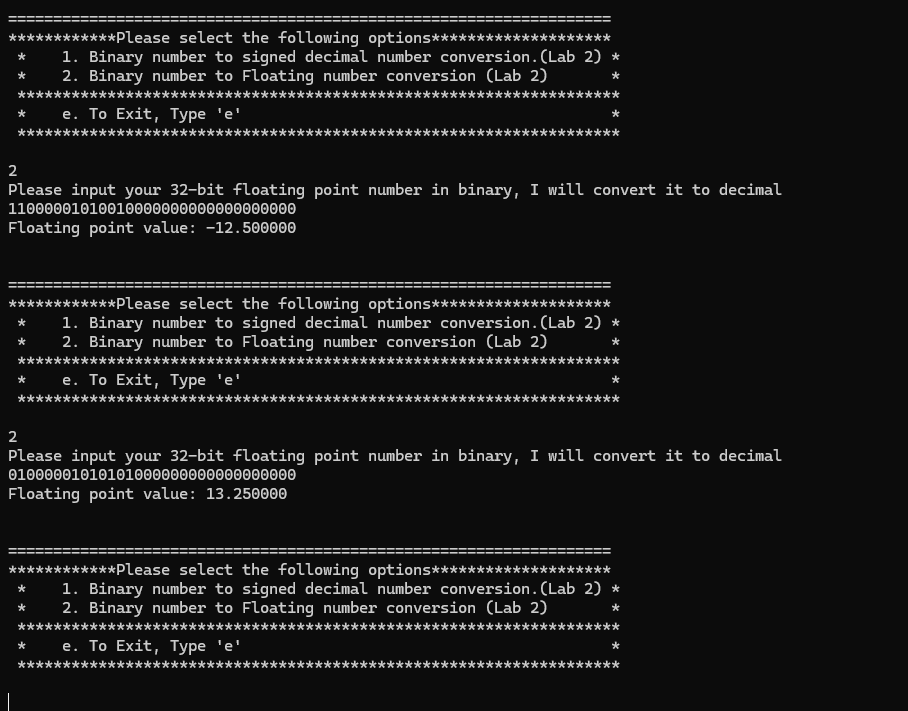 ===================================================================
************Please select the following options********************
 *    1. Binary number to signed decimal number conversion.(Lab 2) *
 *    2. Binary number to Floating number conversion (Lab 2)       *
 *******************************************************************
 *    e. To Exit, Type 'e'                                         *
 *******************************************************************
2
Please input your 32-bit floating point number in binary, I will convert it to decimal
11000001010010000000000000000000
Floating point value: -12.500000
===================================================================
************Please select the following options********************
 *    1. Binary number to signed decimal number conversion.(Lab 2) *
 *    2. Binary number to Floating number conversion (Lab 2)       *
 *******************************************************************
 *    e. To Exit, Type 'e'                                         *
 *******************************************************************
2
Please input your 32-bit floating point number in binary, I will convert it to decimal
01000001010101000000000000000000
Floating point value: 13.250000
===================================================================
************Please select the following options********************
 *    1. Binary number to signed decimal number conversion.(Lab 2) *
 *    2. Binary number to Floating number conversion (Lab 2)       *
 *******************************************************************
 *    e. To Exit, Type 'e'                                         *
 *******************************************************************